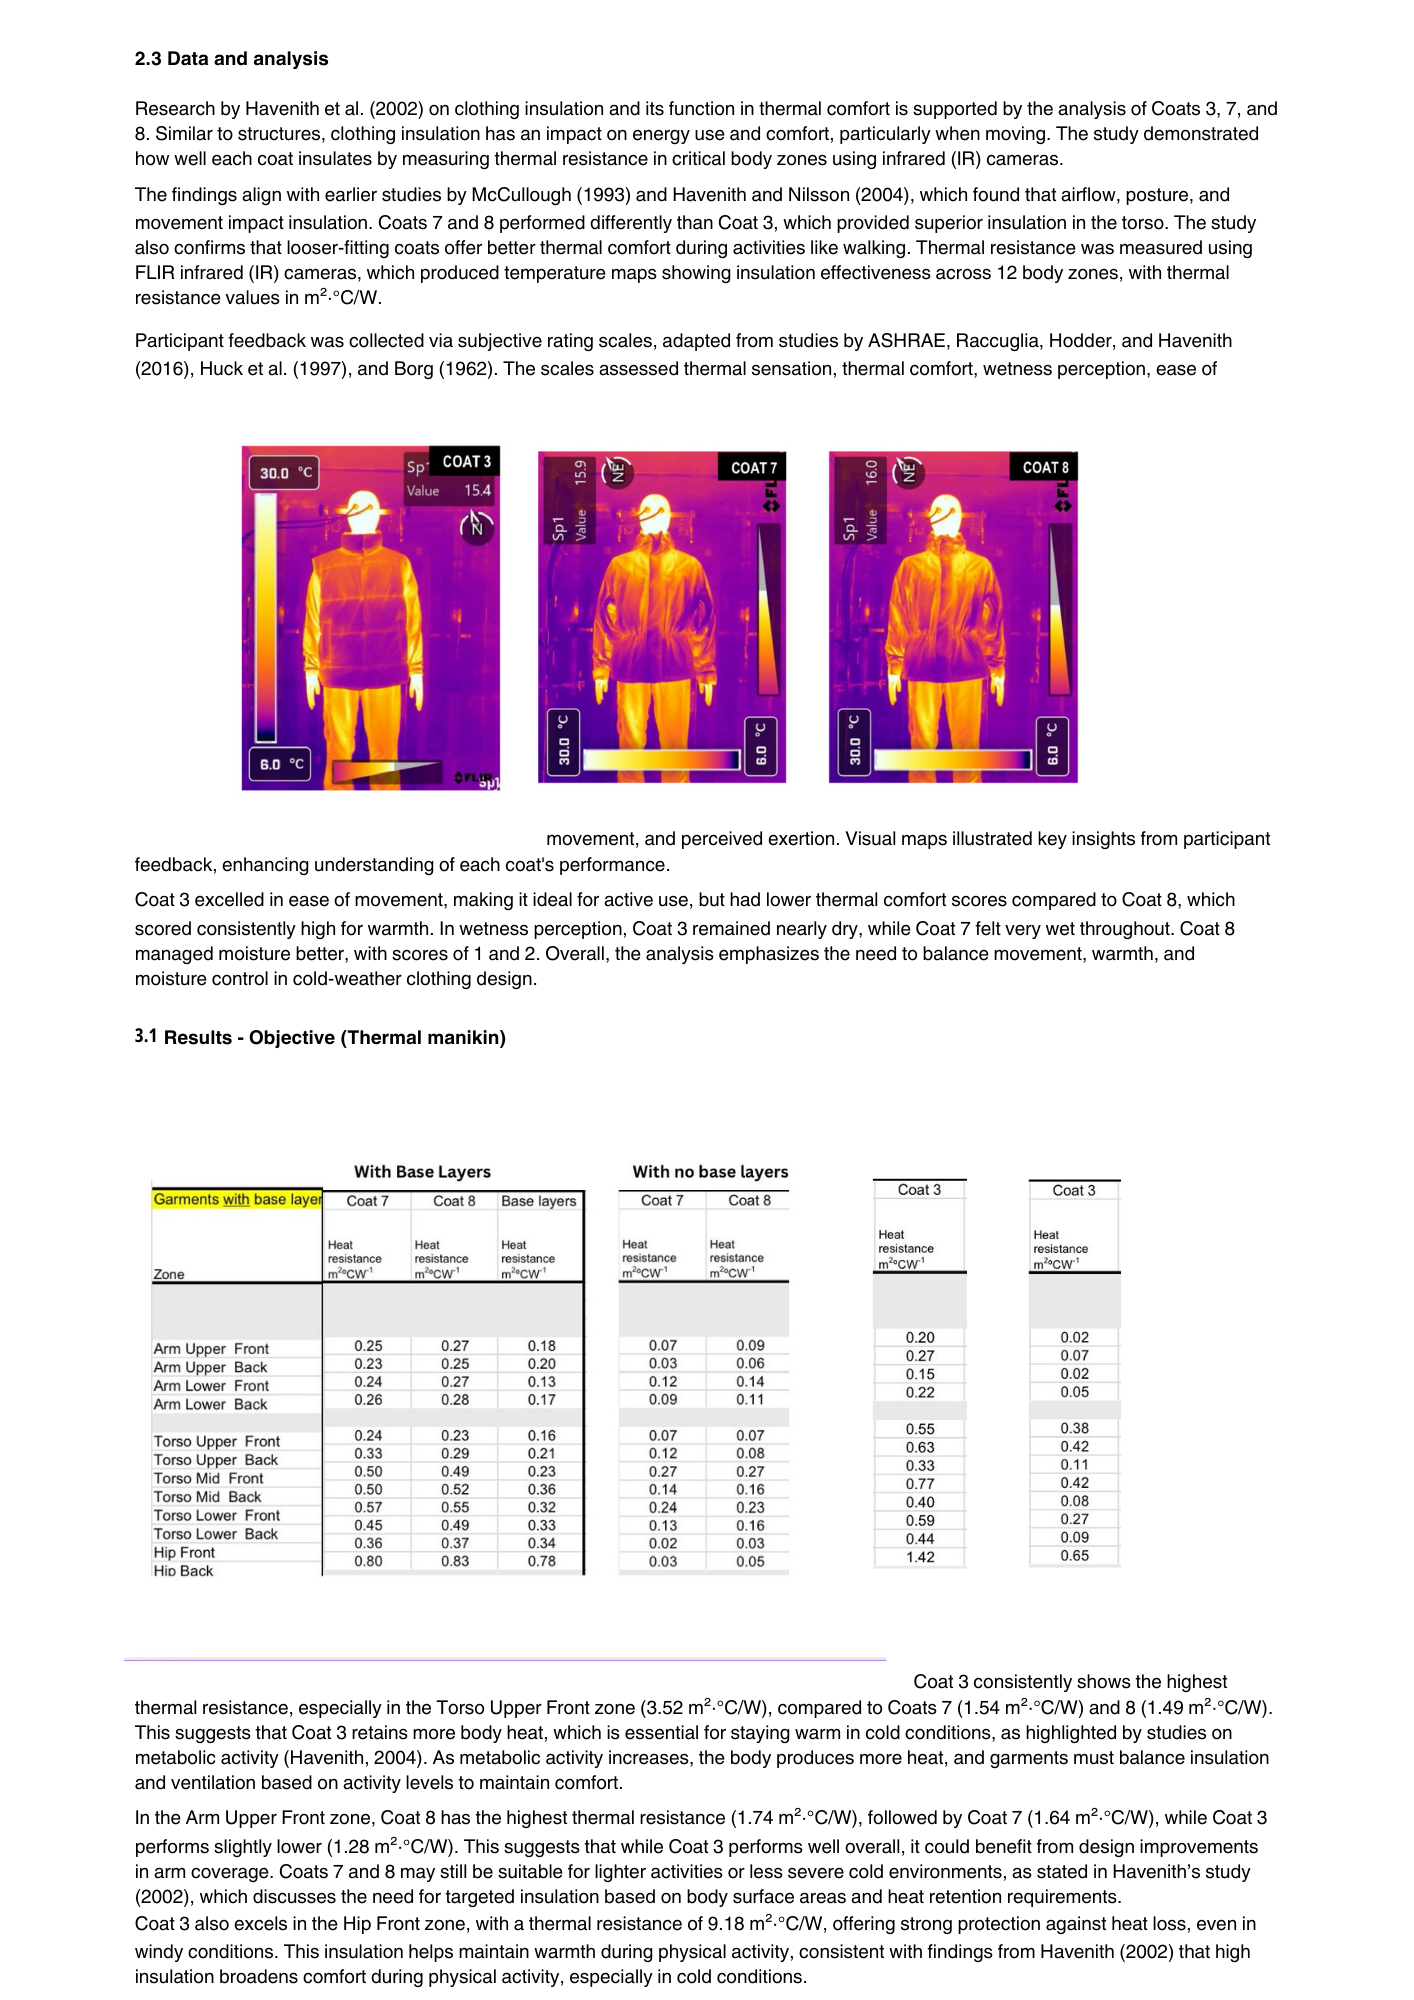 2.3 Data and analysis
Research by Havenith et al. (2002) on clothing insulation and its function in thermal comfort is supported by the analysis of Coats 3, 7, and
8. Similar to structures, clothing insulation has an impact on energy use and comfort, particularly when moving. The study demonstrated
how well each coat insulates by measuring thermal resistance in critical body zones using infrared (IR) cameras.
The findings align with earlier studies by McCullough (1993) and Havenith and Nilsson (2004), which found that airflow, posture, and
movement impact insulation. Coats 7 and 8 performed differently than Coat 3, which provided superior insulation in the torso. The study
also confirms that looser-fitting coats offer better thermal comfort during activities like walking. Thermal resistance was measured using
FLIR infrared (IR) cameras, which produced temperature maps showing insulation effectiveness across 12 body zones, with thermal
resistance values in m²·°C/W.
Participant feedback was collected via subjective rating scales, adapted from studies by ASHRAE, Raccuglia, Hodder, and Havenith
(2016), Huck et al. (1997), and Borg (1962). The scales assessed thermal sensation, thermal comfort, wetness perception, ease of
30.0 °C
Sp1
COAT 3
Value 15.4
N
6.0 °C
FLIR
Sp1
Sp1 15.9
Value
NE
COAT 7
FL
30.0 °C
6.0 °C
Sp1 16.0
Value
NE
COAT 8
FL
30.0 °C
6.0 °C
movement, and perceived exertion. Visual maps illustrated key insights from participant
feedback, enhancing understanding of each coat's performance.
Coat 3 excelled in ease of movement, making it ideal for active use, but had lower thermal comfort scores compared to Coat 8, which
scored consistently high for warmth. In wetness perception, Coat 3 remained nearly dry, while Coat 7 felt very wet throughout. Coat 8
managed moisture better, with scores of 1 and 2. Overall, the analysis emphasizes the need to balance movement, warmth, and
moisture control in cold-weather clothing design.
3.1 Results - Objective (Thermal manikin)
With Base Layers With no base layers
Garments with base layer Coat 7 Coat 8 Base layers Coat 7 Coat 8 Coat 3 Coat 3
Heat Heat Heat Heat Heat Heat Heat
resistance resistance resistance resistance resistance resistance resistance
Zone m²ºCW⁻¹ m²ºCW⁻¹ m²ºCW⁻¹ m²ºCW⁻¹ m²ºCW⁻¹ m²ºCW⁻¹ m²ºCW⁻¹
Arm Upper Front 0.25 0.27 0.18 0.07 0.09 0.20 0.02
Arm Upper Back 0.23 0.25 0.20 0.03 0.06 0.27 0.07
Arm Lower Front 0.24 0.27 0.13 0.12 0.14 0.15 0.02
Arm Lower Back 0.26 0.28 0.17 0.09 0.11 0.22 0.05
Torso Upper Front 0.24 0.23 0.16 0.07 0.07 0.55 0.38
Torso Upper Back 0.33 0.29 0.21 0.12 0.08 0.63 0.42
Torso Mid Front 0.50 0.49 0.23 0.27 0.27 0.33 0.11
Torso Mid Back 0.50 0.52 0.36 0.14 0.16 0.77 0.42
Torso Lower Front 0.57 0.55 0.32 0.24 0.23 0.40 0.08
Torso Lower Back 0.45 0.49 0.33 0.13 0.16 0.59 0.27
Hip Front 0.36 0.37 0.34 0.02 0.03 0.44 0.09
Hip Back 0.80 0.83 0.78 0.03 0.05 1.42 0.65
Coat 3 consistently shows the highest
thermal resistance, especially in the Torso Upper Front zone (3.52 m²·°C/W), compared to Coats 7 (1.54 m²·°C/W) and 8 (1.49 m²·°C/W).
This suggests that Coat 3 retains more body heat, which is essential for staying warm in cold conditions, as highlighted by studies on
metabolic activity (Havenith, 2004). As metabolic activity increases, the body produces more heat, and garments must balance insulation
and ventilation based on activity levels to maintain comfort.
In the Arm Upper Front zone, Coat 8 has the highest thermal resistance (1.74 m²·°C/W), followed by Coat 7 (1.64 m²·°C/W), while Coat 3
performs slightly lower (1.28 m²·°C/W). This suggests that while Coat 3 performs well overall, it could benefit from design improvements
in arm coverage. Coats 7 and 8 may still be suitable for lighter activities or less severe cold environments, as stated in Havenith’s study
(2002), which discusses the need for targeted insulation based on body surface areas and heat retention requirements.
Coat 3 also excels in the Hip Front zone, with a thermal resistance of 9.18 m²·°C/W, offering strong protection against heat loss, even in
windy conditions. This insulation helps maintain warmth during physical activity, consistent with findings from Havenith (2002) that high
insulation broadens comfort during physical activity, especially in cold conditions.